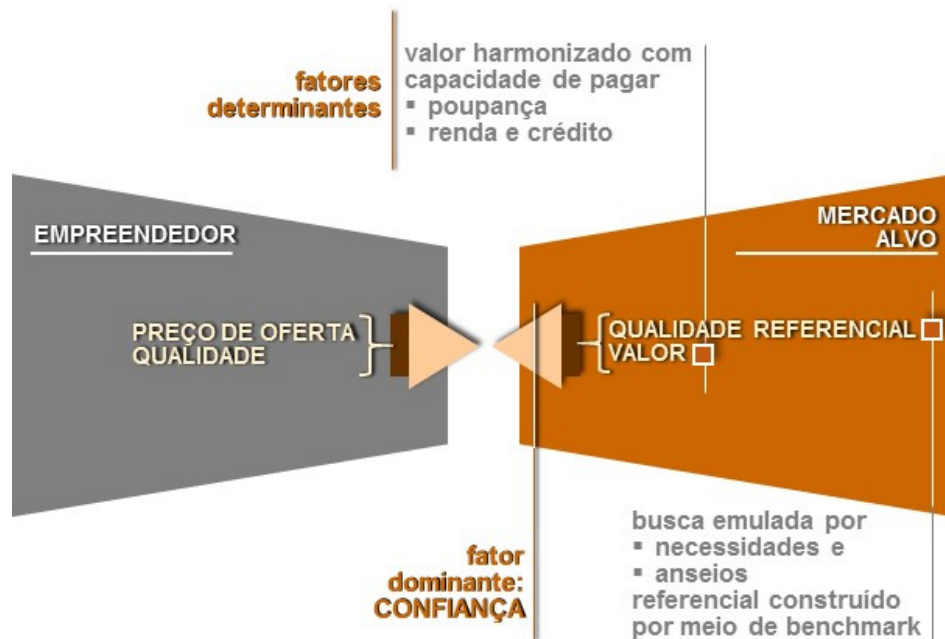 fatores
determinantes
valor harmonizado com
capacidade de pagar
▪ poupança
▪ renda e crédito
EMPREENDEDOR
MERCADO
ALVO
PREÇO DE OFERTA
QUALIDADE
QUALIDADE REFERENCIAL
VALOR
fator
dominante:
CONFIANÇA
busca emulada por
▪ necessidades e
▪ anseios
referencial construído
por meio de benchmark